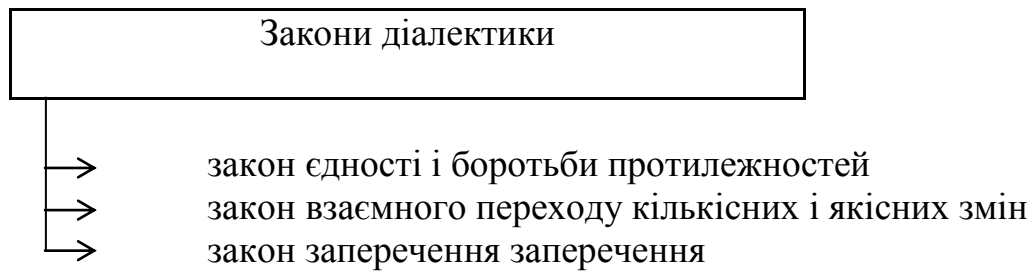 Закони діалектики
закон єдності і боротьби протилежностей
закон взаємного переходу кількісних і якісних змін
закон заперечення заперечення